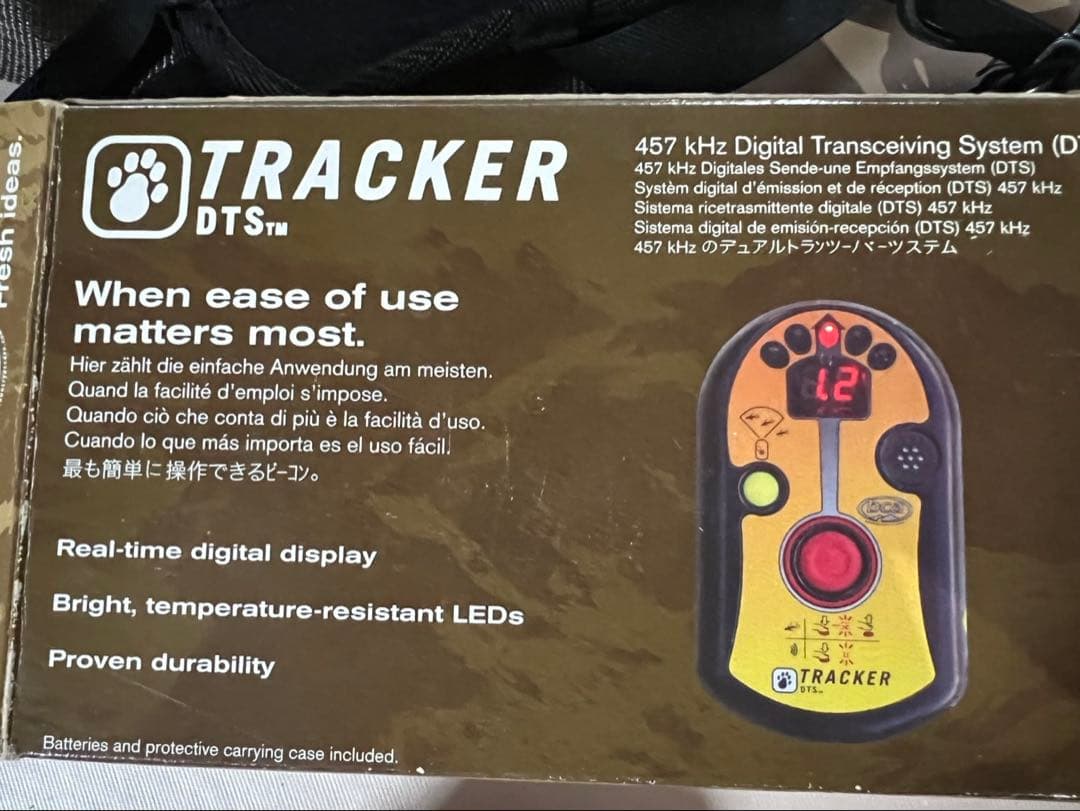 Fresh ideas.
TRACKER
DTS™
457 kHz Digital Transceiving System (D
457 kHz Digitales Sende-une Empfangssystem (DTS)
Systèm digital d'émission et de réception (DTS) 457 kHz
Sistema ricetrasmittente digitale (DTS) 457 kHz
Sistema digital de emisión-recepción (DTS) 457 kHz
457 kHz のデュアルトランツーバーツステム
When ease of use
matters most.
Hier zählt die einfache Anwendung am meisten.
Quand la facilité d'emploi s'impose.
Quando ciò che conta di più è la facilità d'uso.
Cuando lo que más importa es el uso fácil.
最も簡単に操作できるビーコン。
Real-time digital display
Bright, temperature-resistant LEDs
Proven durability
Batteries and protective carrying case included.
1.2
bca
TRACKER
DTS™